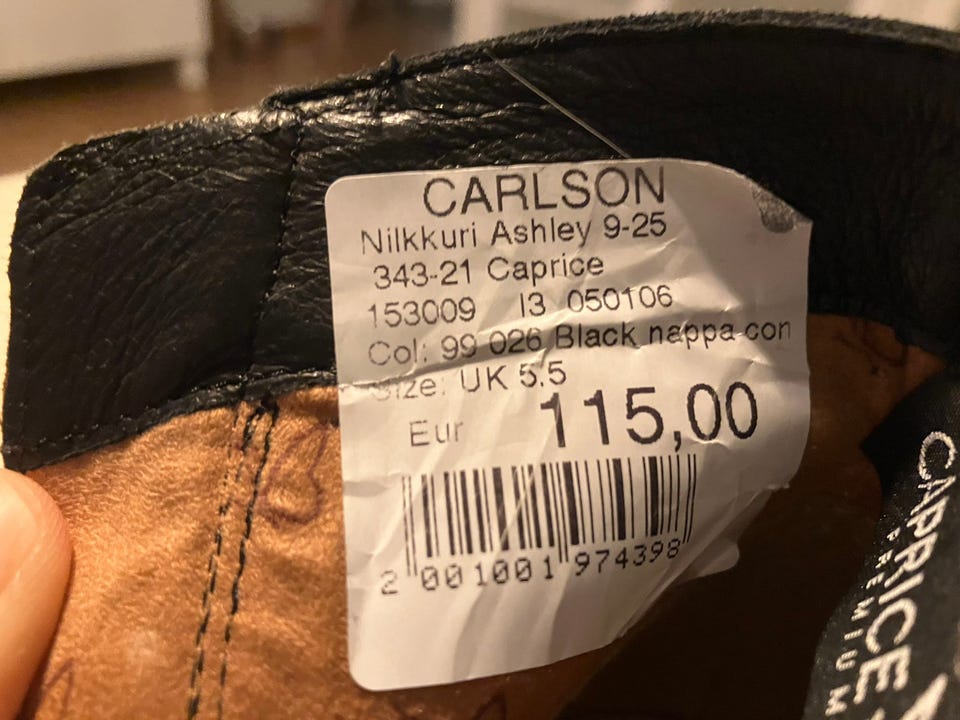 CARLSON
Nilkkuri Ashley 9-25
343-21 Caprice
153009 I3 050106
Col: 99 026 Black nappa con
Size: UK 5,5
Eur 115,00
2 001001 974398
CAPRICE
PREMIUM